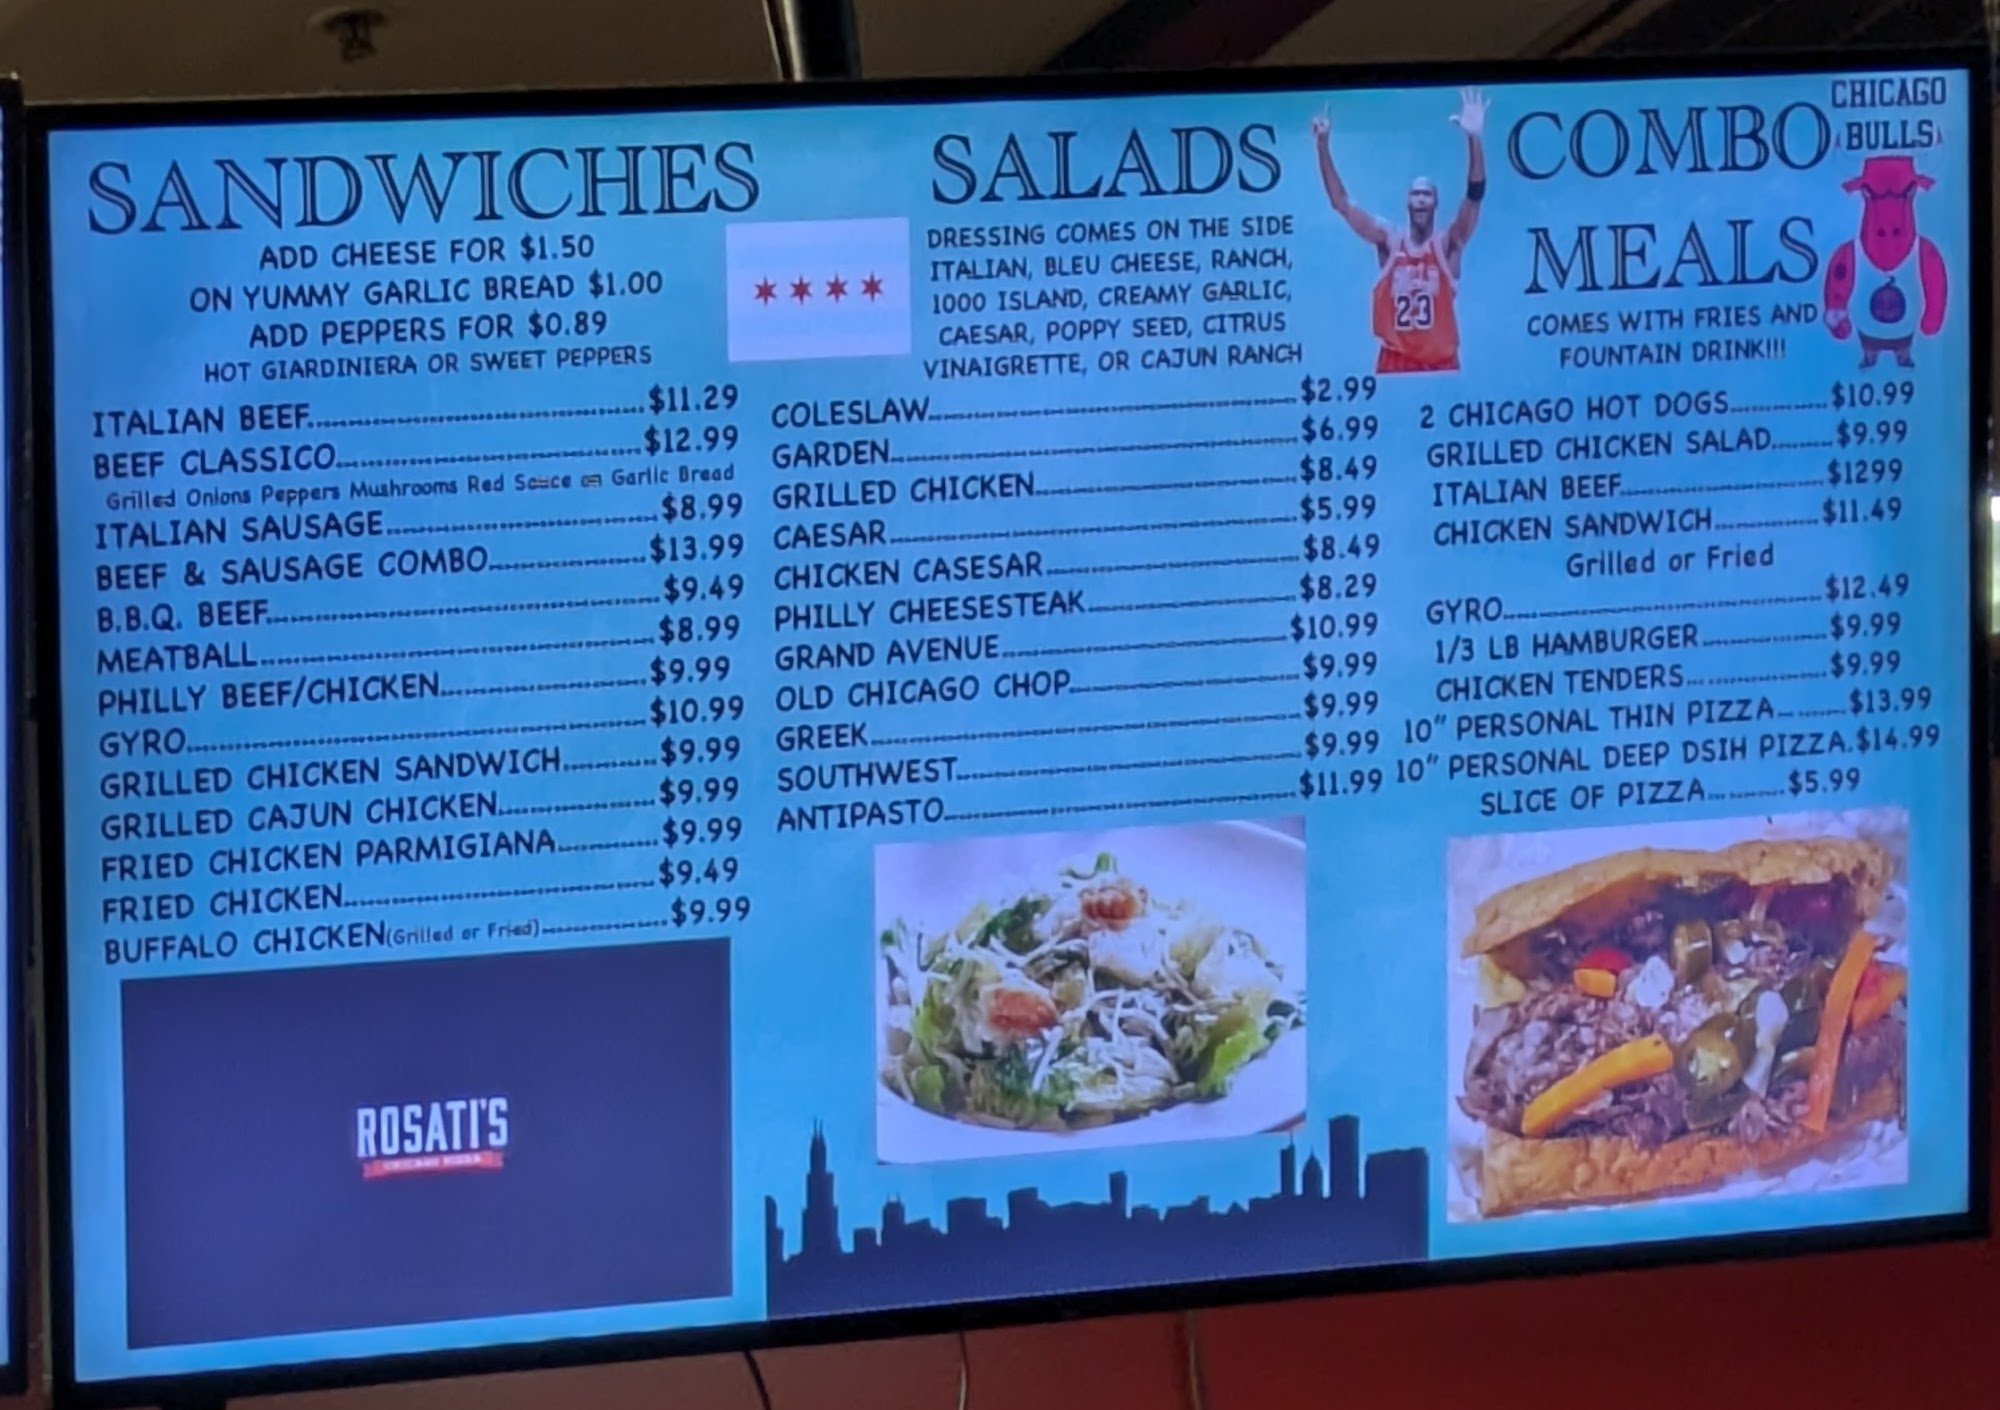 SANDWICHES
ADD CHEESE FOR $1.50
ON YUMMY GARLIC BREAD $1.00
ADD PEPPERS FOR $0.89
HOT GIARDINIERA OR SWEET PEPPERS
ITALIAN BEEF $11.29
BEEF CLASSICO $12.99
Grilled Onions Peppers Mushrooms Red Sauce on Garlic Bread
ITALIAN SAUSAGE $8.99
BEEF & SAUSAGE COMBO $13.99
B.B.Q. BEEF $9.49
MEATBALL $8.99
PHILLY BEEF/CHICKEN $9.99
GYRO $10.99
GRILLED CHICKEN SANDWICH $9.99
GRILLED CAJUN CHICKEN $9.99
FRIED CHICKEN PARMIGIANA $9.99
FRIED CHICKEN $9.49
BUFFALO CHICKEN(Grilled or Fried) $9.99
ROSATI'S
CHICAGO PIZZA
SALADS
DRESSING COMES ON THE SIDE
ITALIAN, BLEU CHEESE, RANCH,
1000 ISLAND, CREAMY GARLIC,
CAESAR, POPPY SEED, CITRUS
VINAIGRETTE, OR CAJUN RANCH
COLESLAW $2.99
GARDEN $6.99
GRILLED CHICKEN $8.49
CAESAR $5.99
CHICKEN CASESAR $8.49
PHILLY CHEESESTEAK $8.29
GRAND AVENUE $10.99
OLD CHICAGO CHOP $9.99
GREEK $9.99
SOUTHWEST $9.99
ANTIPASTO $11.99
23
COMBO
MEALS
CHICAGO
BULLS
COMES WITH FRIES AND
FOUNTAIN DRINK!!!
2 CHICAGO HOT DOGS $10.99
GRILLED CHICKEN SALAD $9.99
ITALIAN BEEF $1299
CHICKEN SANDWICH $11.49
Grilled or Fried
GYRO $12.49
1/3 LB HAMBURGER $9.99
CHICKEN TENDERS $9.99
10" PERSONAL THIN PIZZA $13.99
10" PERSONAL DEEP DSIH PIZZA $14.99
SLICE OF PIZZA $5.99